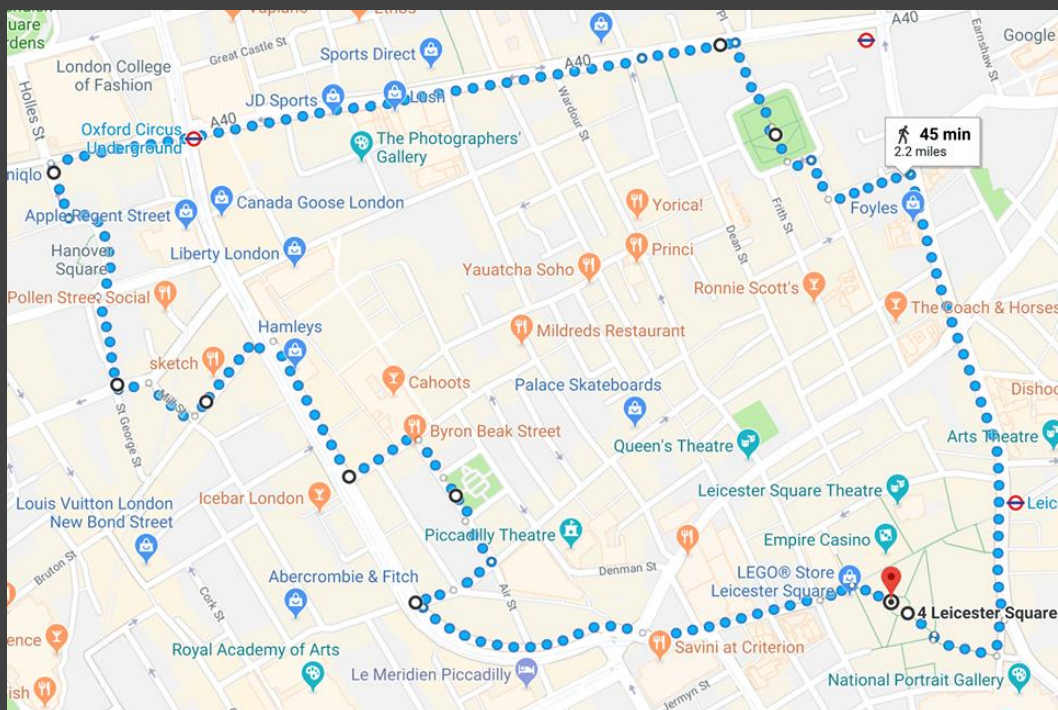 uare
rdens
Great Castle St
A40
Earnshaw St
Google
Sports Direct
London College
of Fashion
Holles St
A40
JD Sports
Lush
Wardour St
Pl
A40
Oxford Circus
Underground
The Photographers'
Gallery
45 min
2.2 miles
niqlo
Canada Goose London
Apple Regent Street
Yorica!
Frith St
Foyles
Hanover
Square
Liberty London
Princi
Dean St
Yauatcha Soho
Ronnie Scott's
Pollen Street Social
The Coach & Horses
Hamleys
Mildreds Restaurant
sketch
Mill St
Cahoots
Palace Skateboards
Disho
St George St
Byron Beak Street
Queen's Theatre
Arts Theatre
Louis Vuitton London
New Bond Street
Icebar London
Leicester Square Theatre
Leic
Piccadilly Theatre
Empire Casino
Bruton St
Cork St
Abercrombie & Fitch
Air St
Denman St
LEGO® Store
Leicester Square
4 Leicester Square
ence
Royal Academy of Arts
Savini at Criterion
Le Meridien Piccadilly
Jermyn St
National Portrait Gallery
ish